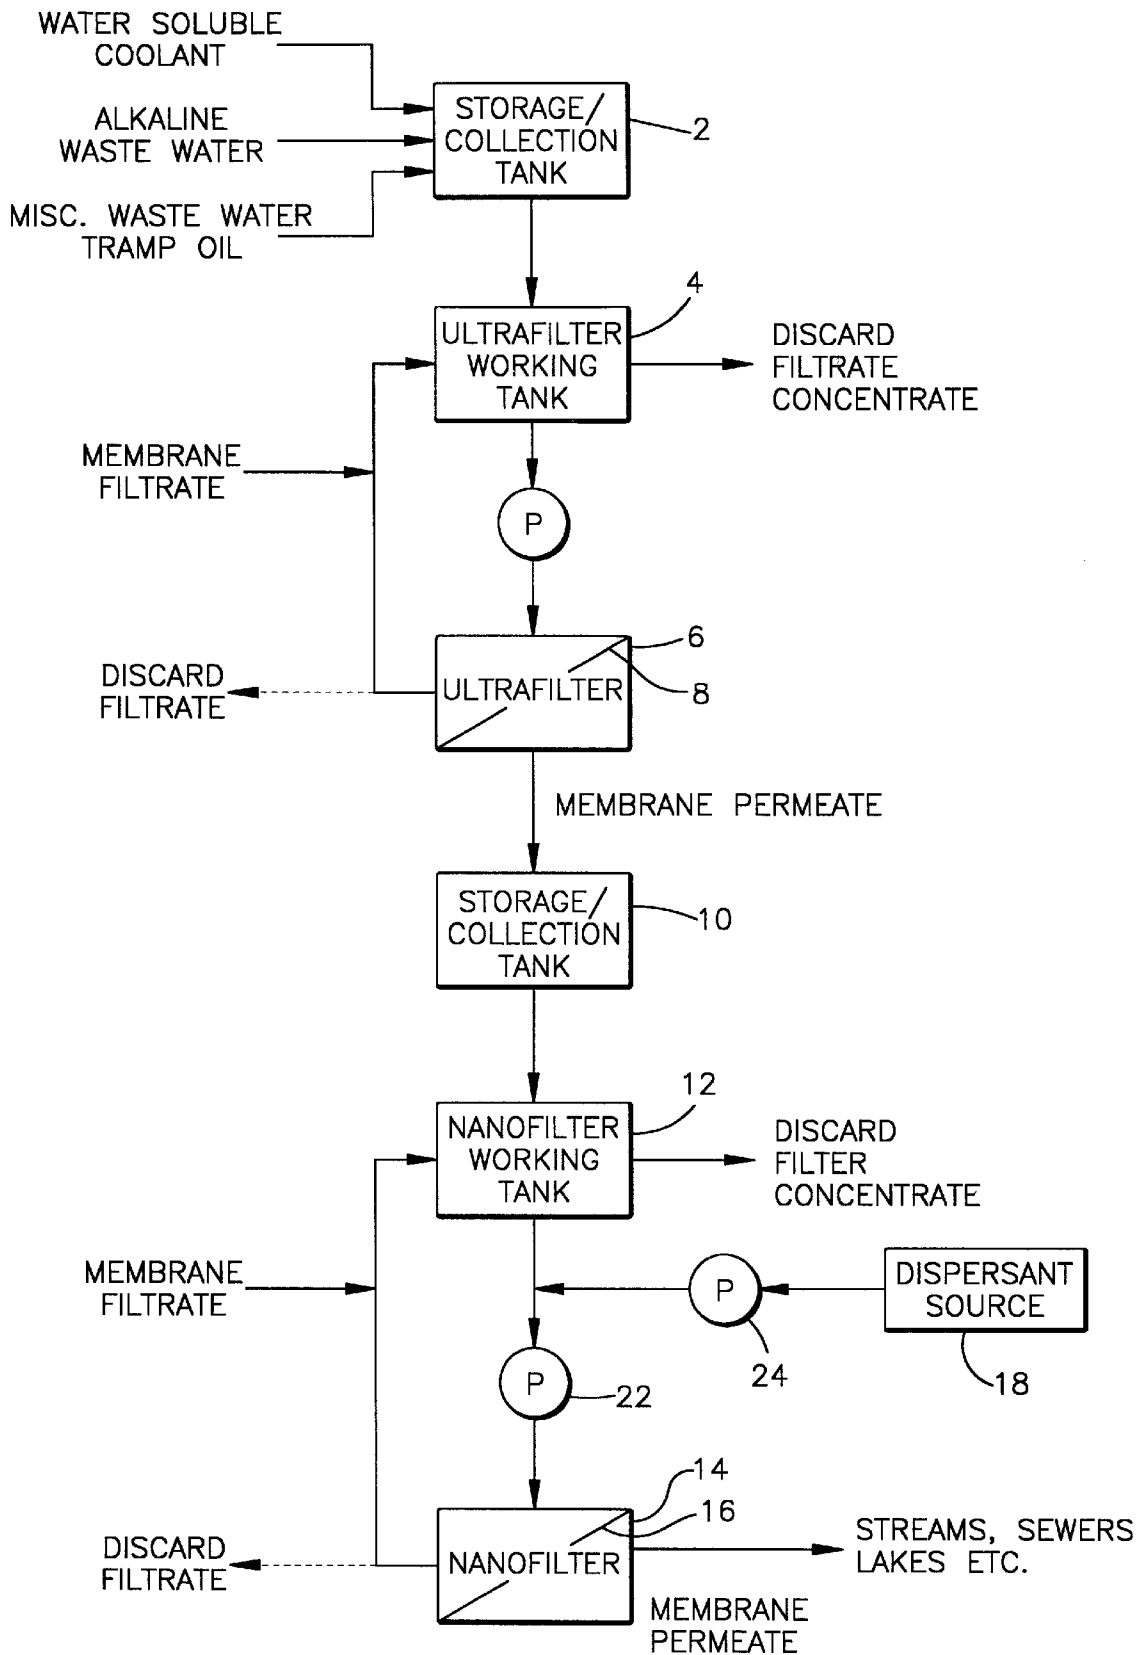 WATER SOLUBLE
COOLANT
ALKALINE
WASTE WATER
MISC. WASTE WATER
TRAMP OIL
STORAGE/
COLLECTION
TANK
2
4
ULTRAFILTER
WORKING
TANK
DISCARD
FILTRATE
CONCENTRATE
MEMBRANE
FILTRATE
P
6
8
ULTRAFILTER
DISCARD
FILTRATE
MEMBRANE PERMEATE
STORAGE/
COLLECTION
TANK
10
12
NANOFILTER
WORKING
TANK
DISCARD
FILTER
CONCENTRATE
MEMBRANE
FILTRATE
P
24
DISPERSANT
SOURCE
18
P
22
14
16
NANOFILTER
DISCARD
FILTRATE
STREAMS, SEWERS
LAKES ETC.
MEMBRANE
PERMEATE